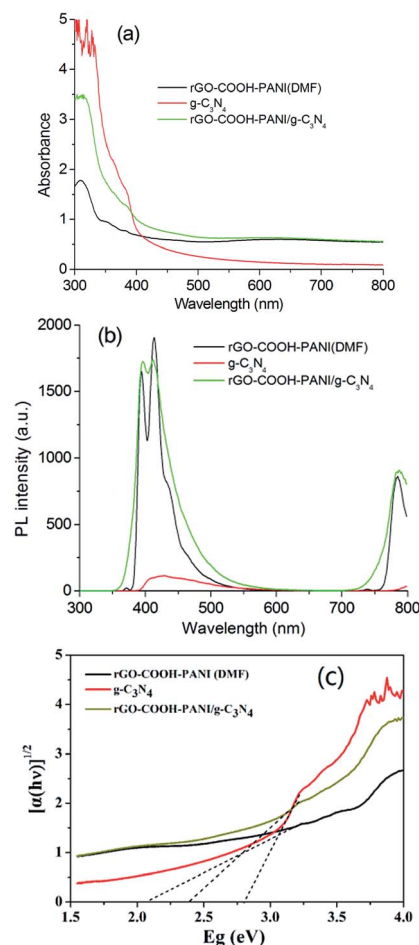 (a)
rGO-COOH-PANI(DMF)
g-C₃N₄
rGO-COOH-PANI/g-C₃N₄
Absorbance
5
4
3
2
1
0
300 400 500 600 700 800
Wavelength (nm)
(b)
rGO-COOH-PANI(DMF)
g-C₃N₄
rGO-COOH-PANI/g-C₃N₄
PL intensity (a.u.)
2000
1750
1500
1250
1000
750
500
250
0
300 400 500 600 700 800
Wavelength (nm)
(c)
rGO-COOH-PANI (DMF)
g-C₃N₄
rGO-COOH-PANI/g-C₃N₄
[α(hν)]^1/2
5
4
3
2
1
0
1.5 2.0 2.5 3.0 3.5 4.0
Eg (eV)